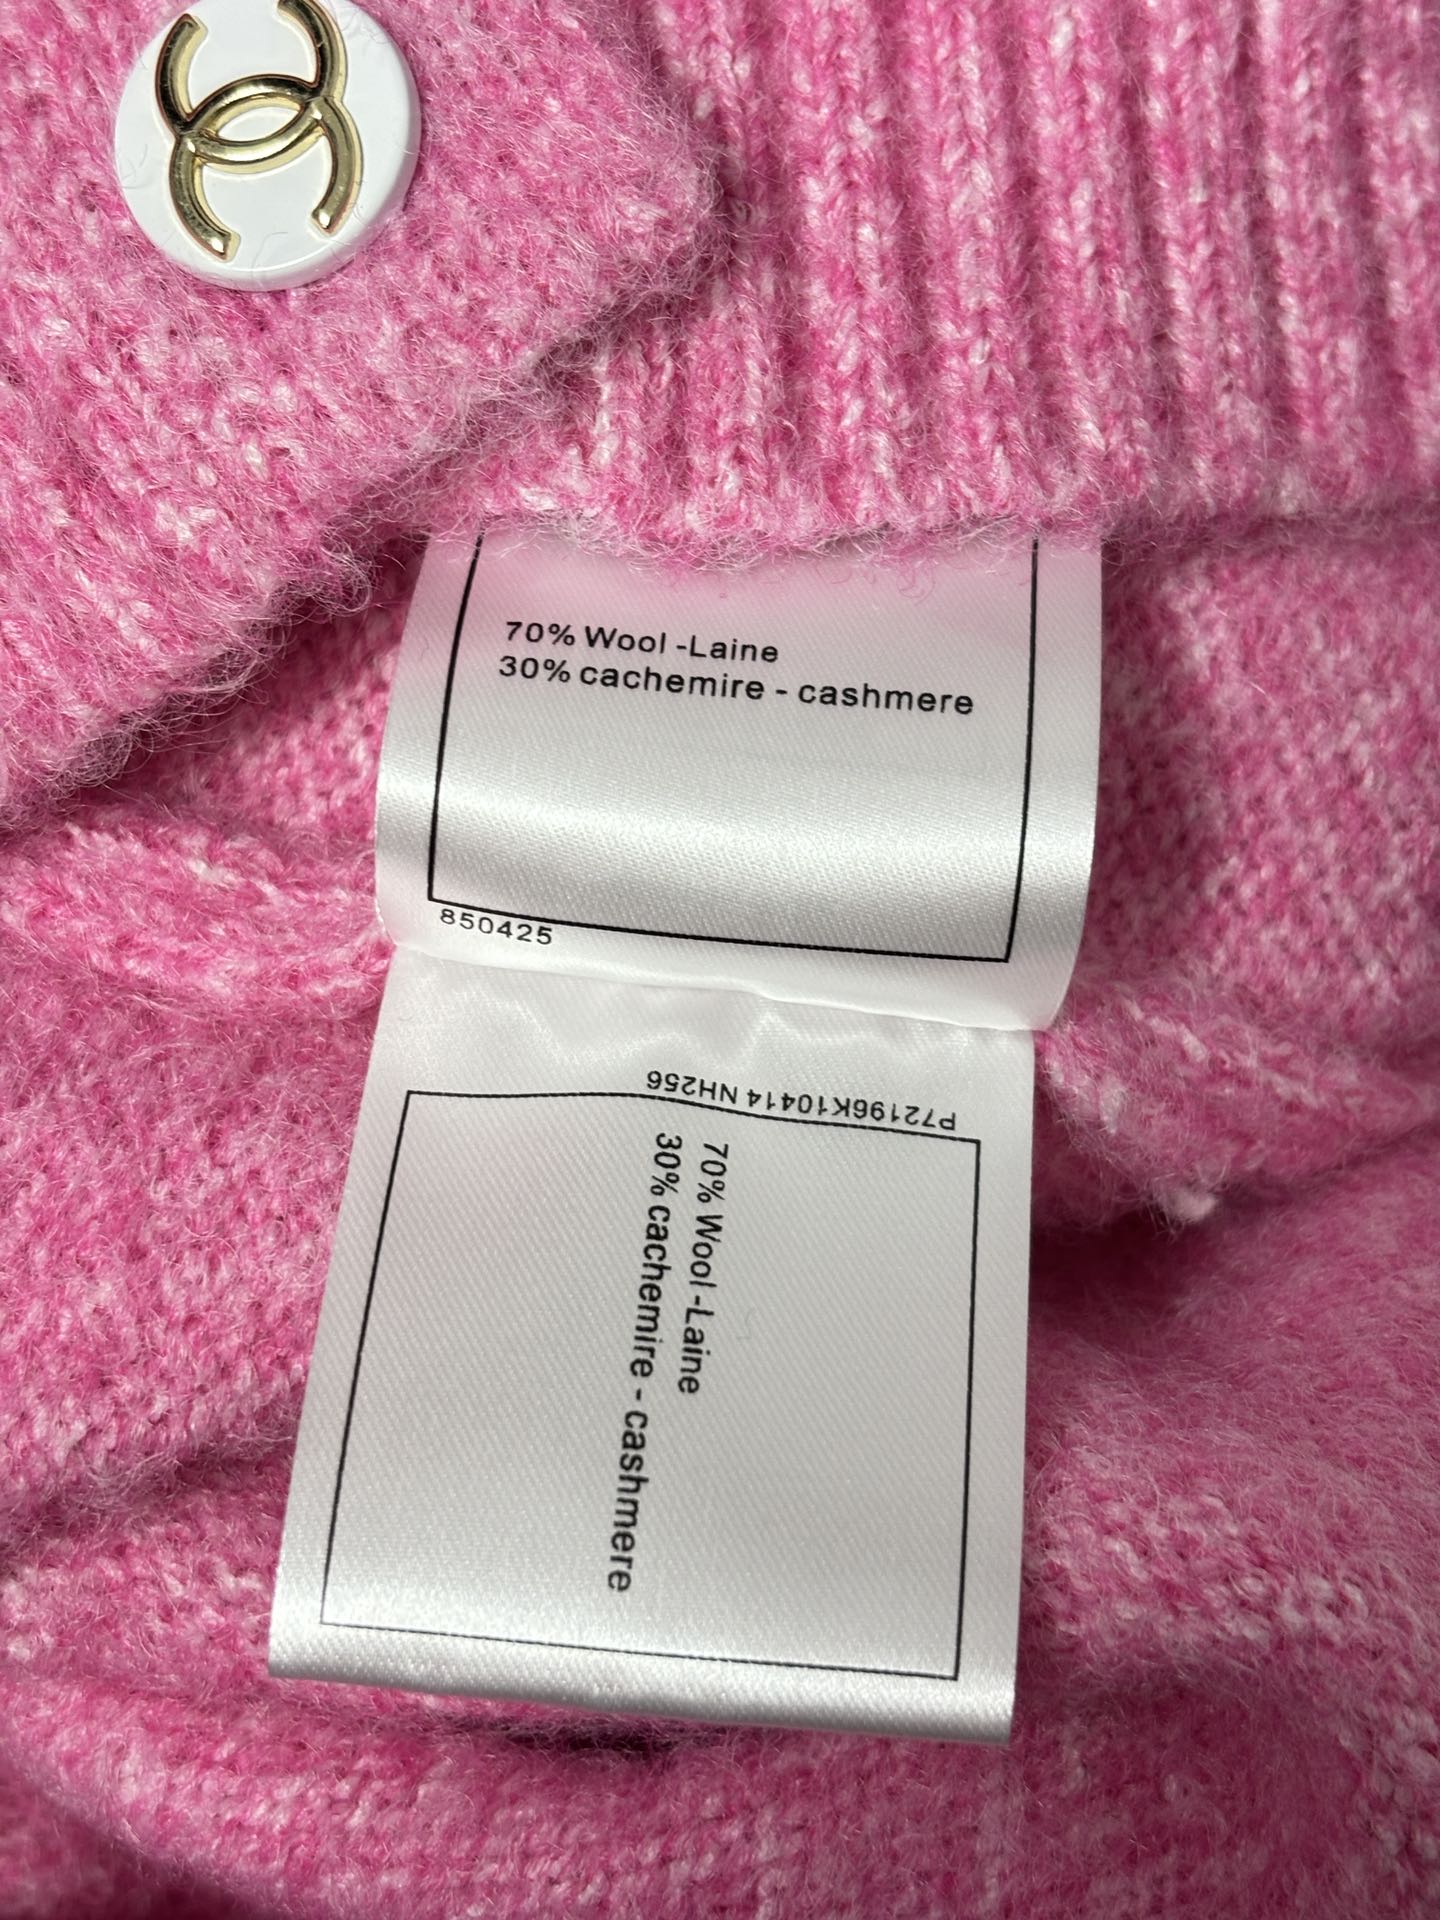 70% Wool -Laine
30% cachemire - cashmere
850425
P72196K10414 NH256
70% Wool -Laine
30% cachemire - cashmere